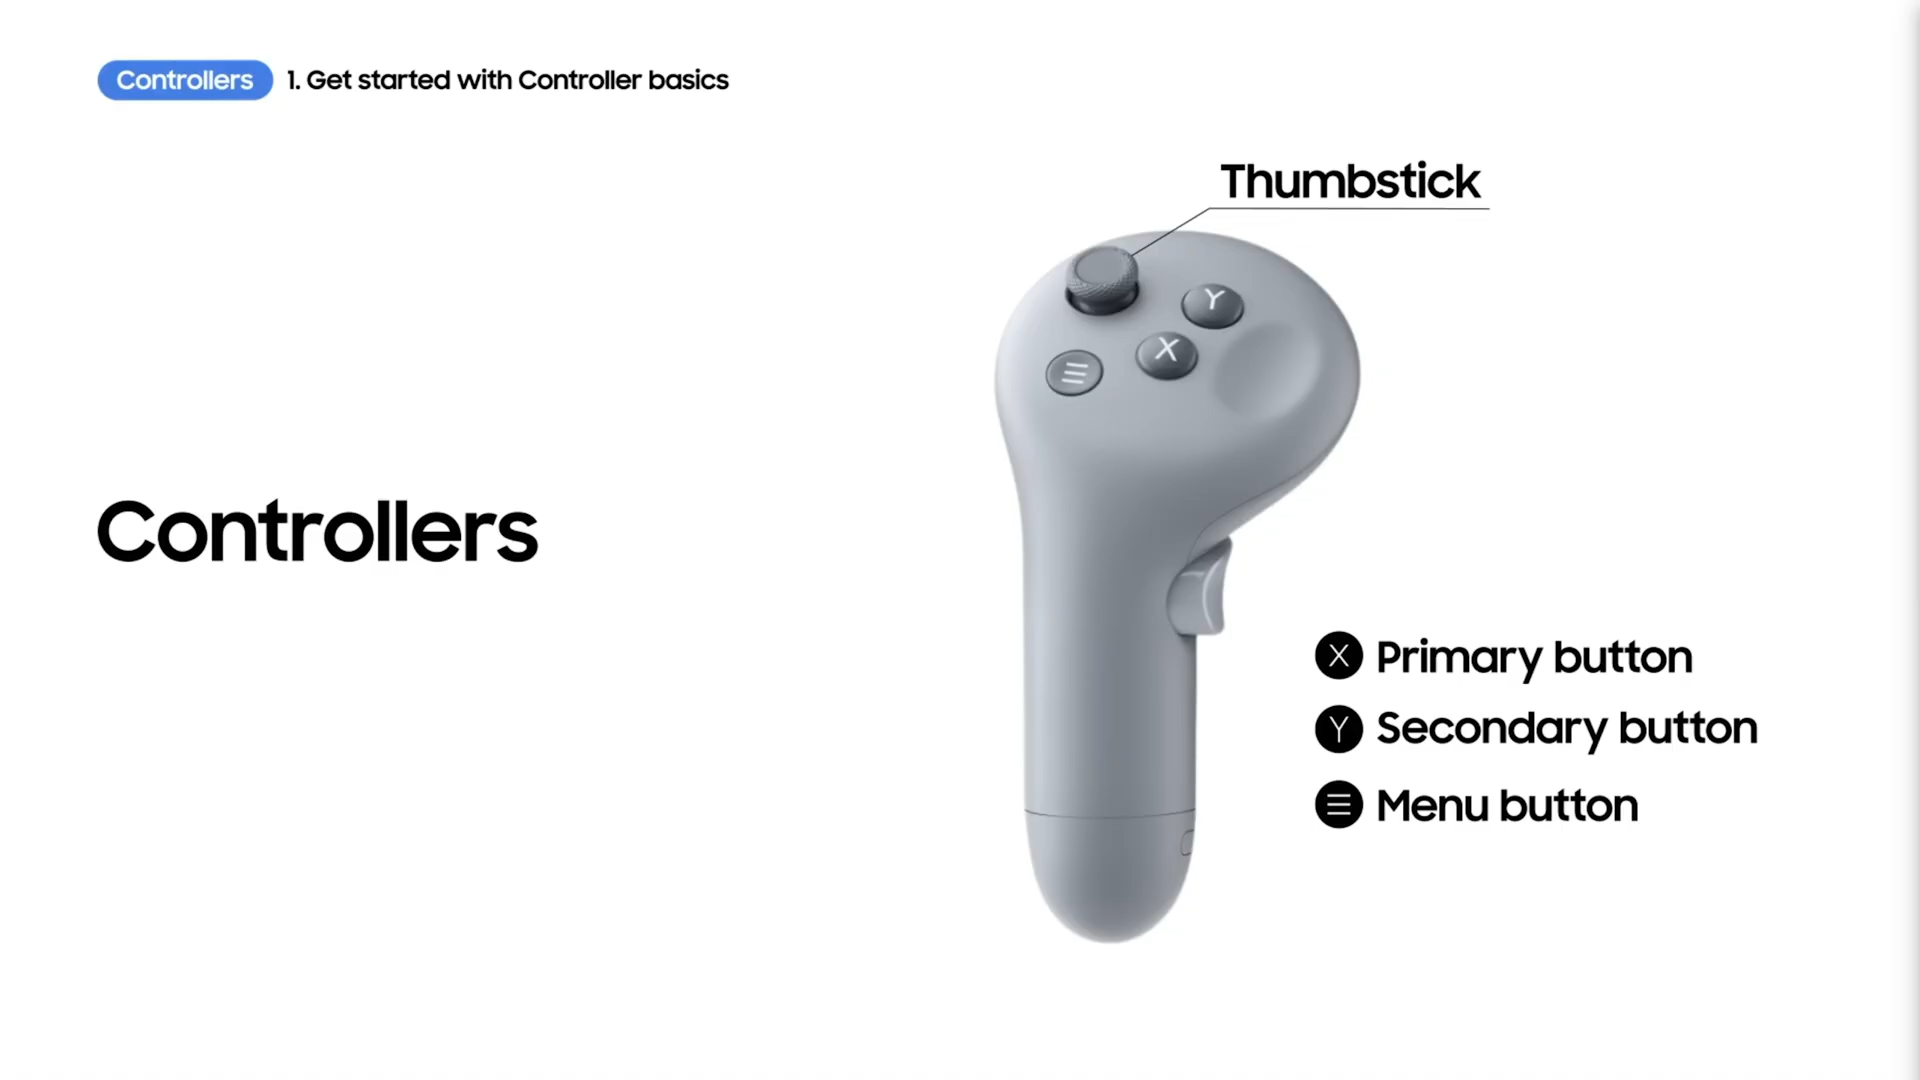 Controllers 1. Get started with Controller basics
Thumbstick
Y
X
Controllers
X Primary button
Y Secondary button
Menu button